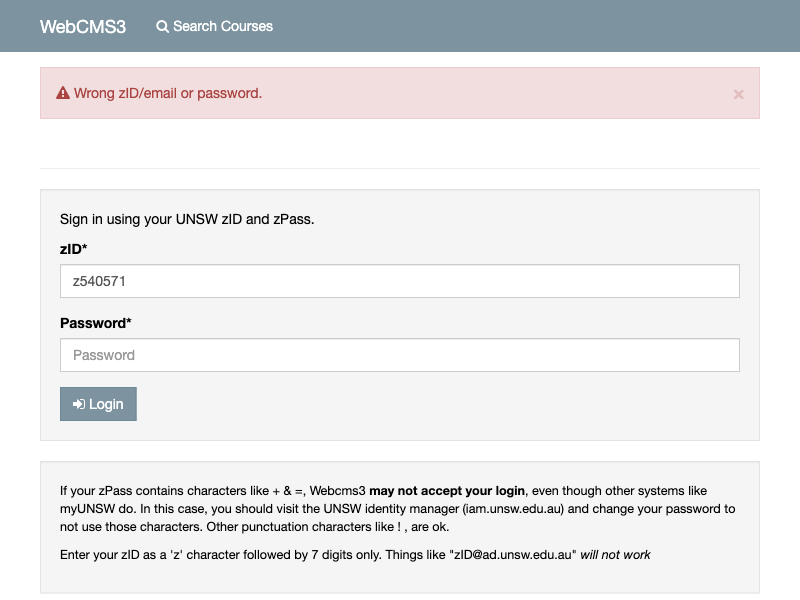 WebCMS3 Search Courses
Wrong zID/email or password. ×
Sign in using your UNSW zID and zPass.
zID*
z540571
Password*
Password
Login
If your zPass contains characters like + & =, Webcms3 may not accept your login, even though other systems like
myUNSW do. In this case, you should visit the UNSW identity manager (iam.unsw.edu.au) and change your password to
not use those characters. Other punctuation characters like ! , are ok.
Enter your zID as a 'z' character followed by 7 digits only. Things like "zID@ad.unsw.edu.au" will not work